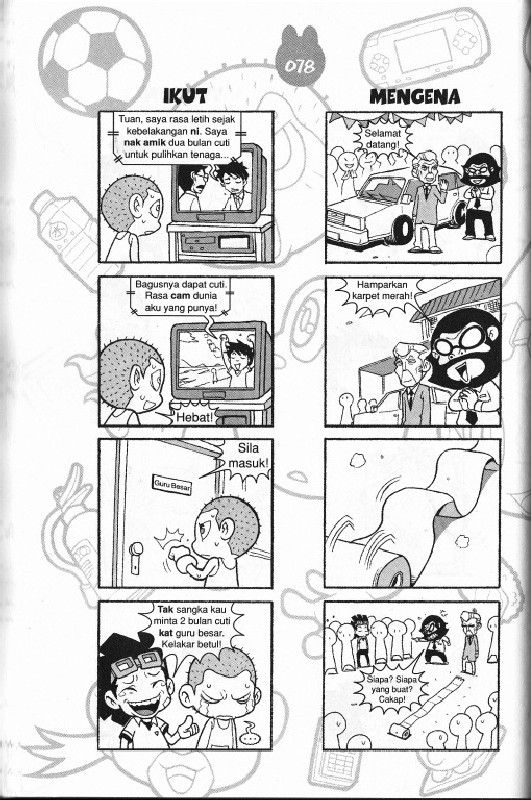 078
IKUT
Tuan, saya rasa letih sejak
kebelakangan ni. Saya
nak amik dua bulan cuti
untuk pulihkan tenaga...
Bagusnya dapat cuti.
Rasa cam dunia
aku yang punya!
Hebat!
Guru Besar
Sila
masuk!
Tak sangka kau
minta 2 bulan cuti
kat guru besar.
Kelakar betul!
MENGENA
Selamat
datang!
Hamparkan
karpet merah!
Siapa? Siapa
yang buat?
Cakap!